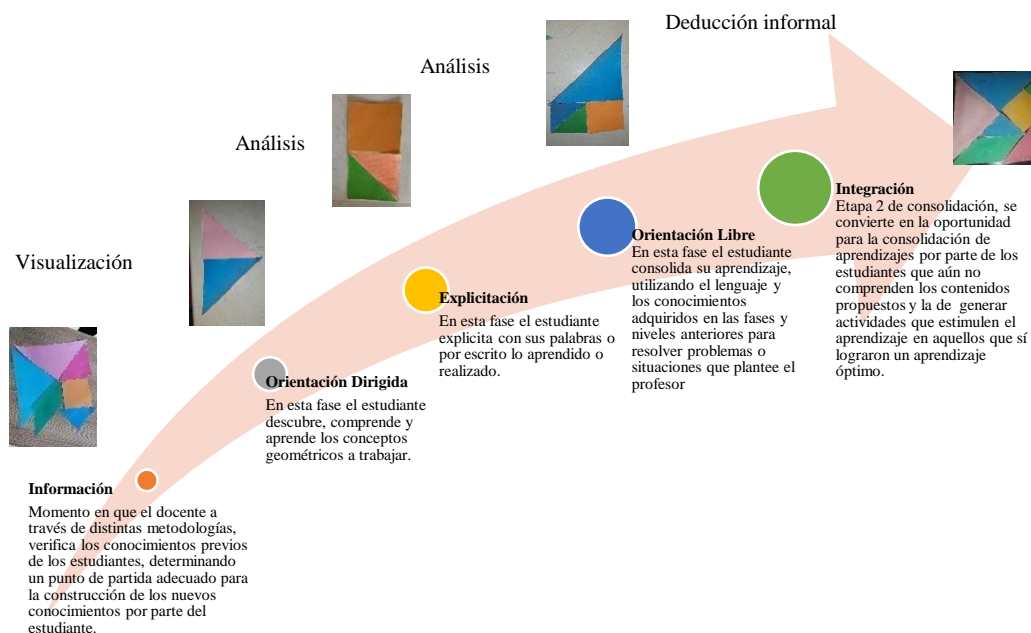 Deducción informal
Análisis
Análisis
Visualización
Información
Momento en que el docente a
través de distintas metodologías,
verifica los conocimientos previos
de los estudiantes, determinando
un punto de partida adecuado para
la construcción de los nuevos
conocimientos por parte del
estudiante.
Orientación Dirigida
En esta fase el estudiante
descubre, comprende y
aprende los conceptos
geométricos a trabajar.
Explicitación
En esta fase el estudiante
explicita con sus palabras o
por escrito lo aprendido o
realizado.
Orientación Libre
En esta fase el estudiante
consolida su aprendizaje,
utilizando el lenguaje y
los conocimientos
adquiridos en las fases y
niveles anteriores para
resolver problemas o
situaciones que plantee el
profesor
Integración
Etapa 2 de consolidación, se
convierte en la oportunidad
para la consolidación de
aprendizajes por parte de los
estudiantes que aún no
comprenden los contenidos
propuestos y la de generar
actividades que estimulen el
aprendizaje en aquellos que sí
lograron un aprendizaje
óptimo.